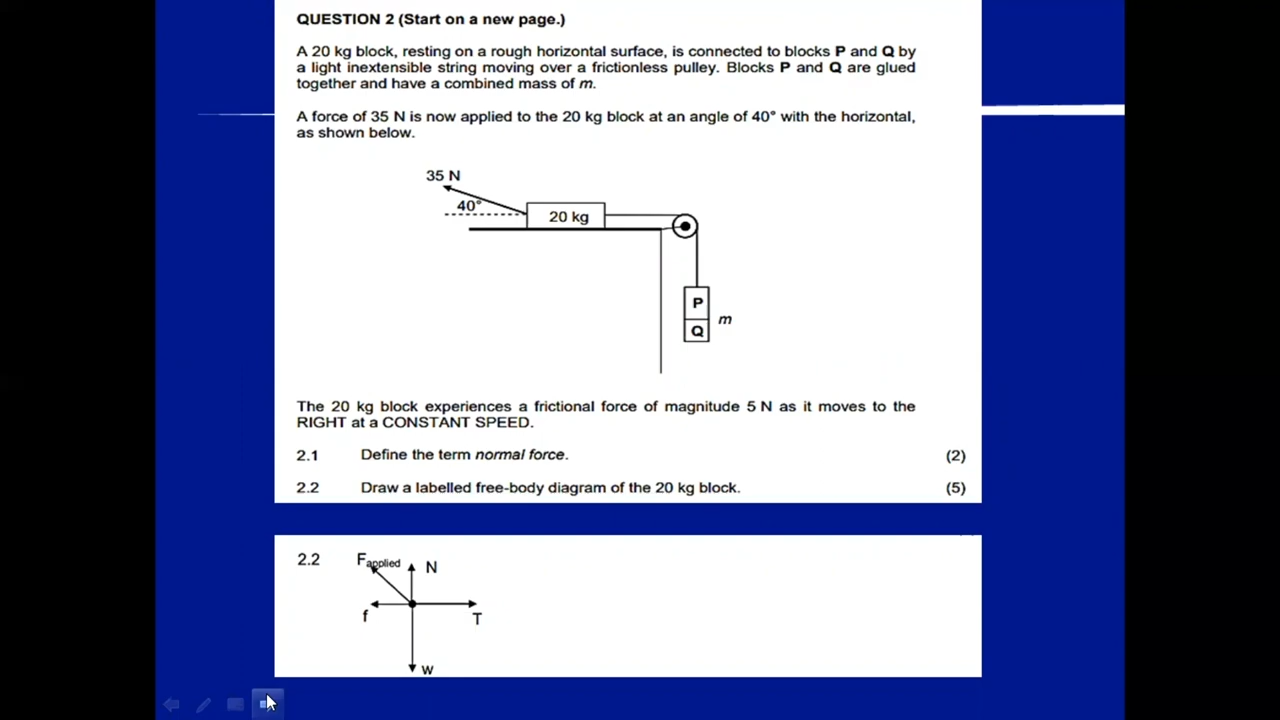 QUESTION 2 (Start on a new page.)
A 20 kg block, resting on a rough horizontal surface, is connected to blocks P and Q by
a light inextensible string moving over a frictionless pulley. Blocks P and Q are glued
together and have a combined mass of m.
A force of 35 N is now applied to the 20 kg block at an angle of 40° with the horizontal,
as shown below.
35 N
40°
20 kg
P
m
Q
The 20 kg block experiences a frictional force of magnitude 5 N as it moves to the
RIGHT at a CONSTANT SPEED.
2.1 Define the term normal force. (2)
2.2 Draw a labelled free-body diagram of the 20 kg block. (5)
2.2 Fapplied N
f T
w